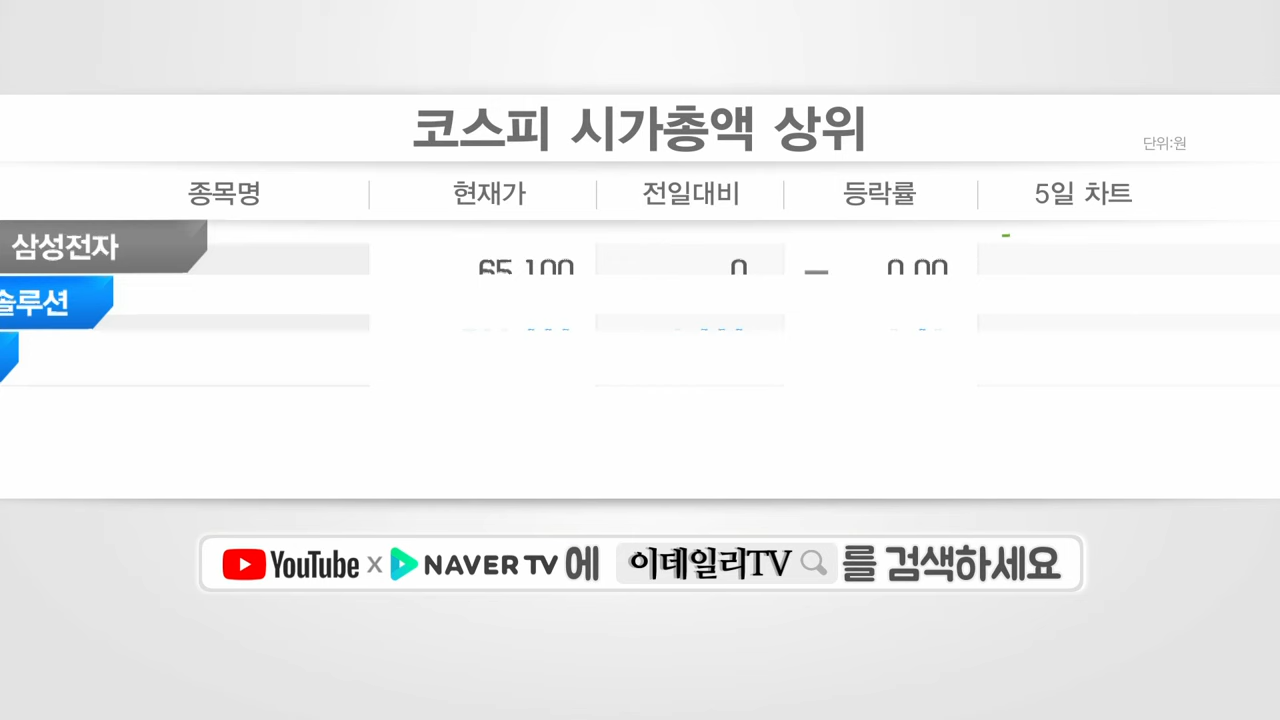 코스피 시가총액 상위
단위:원
종목명 현재가 전일대비 등락률 5일 차트
삼성전자 65,100 0 — 0.00
솔루션
YouTube x NAVER TV에 이데일리TV 를 검색하세요